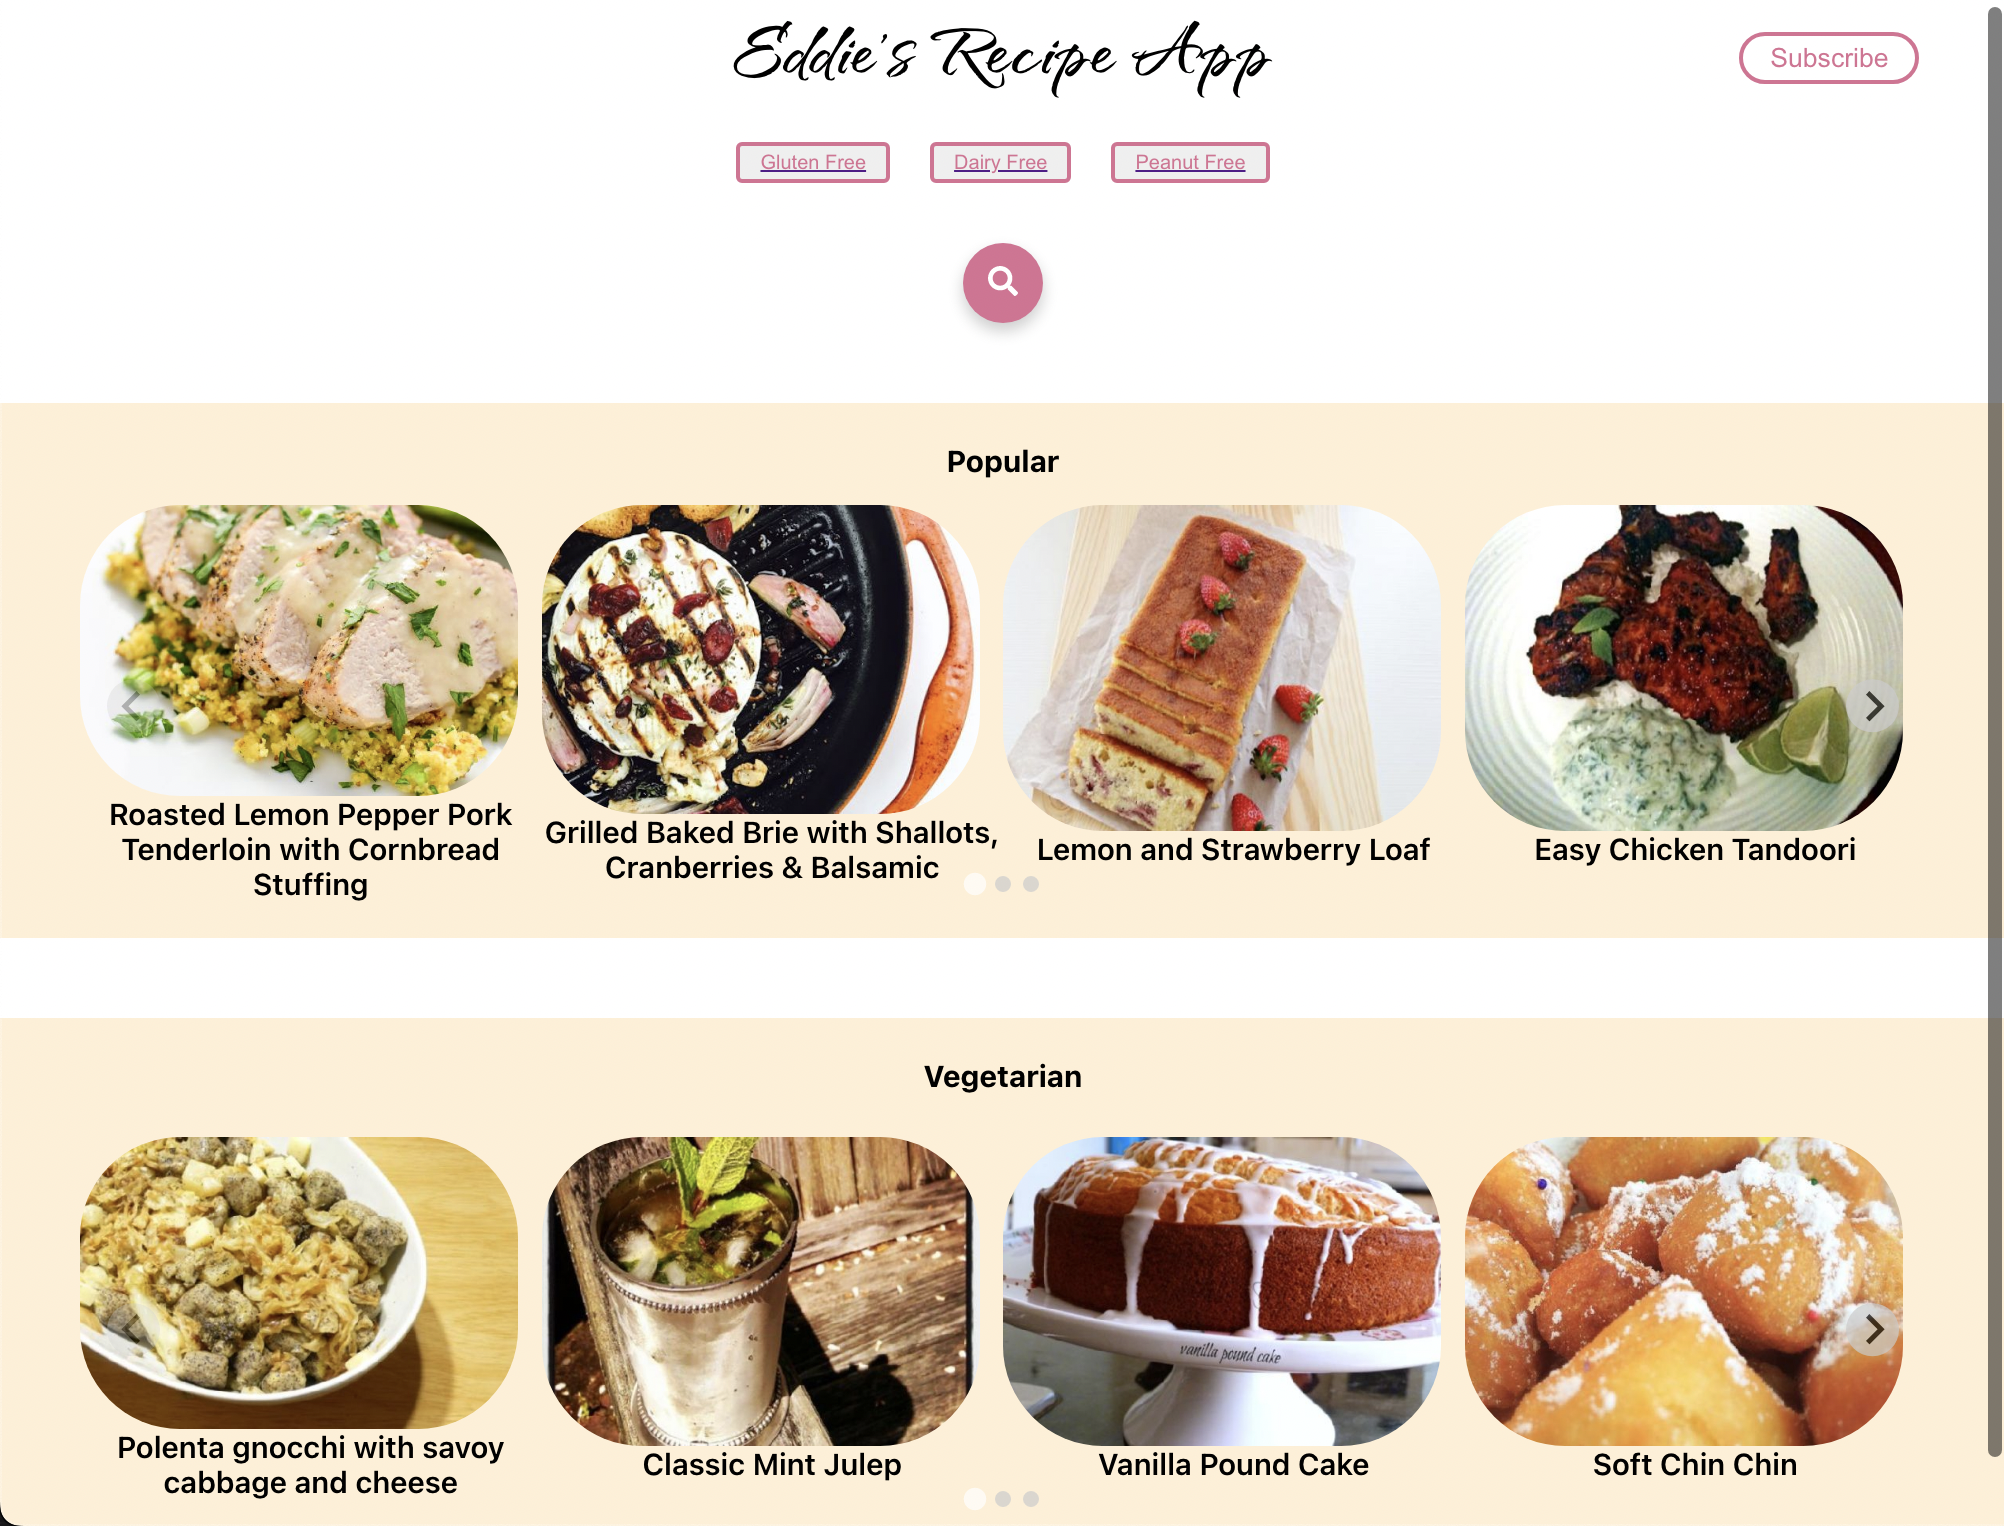 Eddie's Recipe App
Subscribe
Gluten Free
Dairy Free
Peanut Free
Popular
Roasted Lemon Pepper Pork
Tenderloin with Cornbread
Stuffing
Grilled Baked Brie with Shallots,
Cranberries & Balsamic
Lemon and Strawberry Loaf
Easy Chicken Tandoori
Vegetarian
vanilla pound cake
Polenta gnocchi with savoy
cabbage and cheese
Classic Mint Julep
Vanilla Pound Cake
Soft Chin Chin